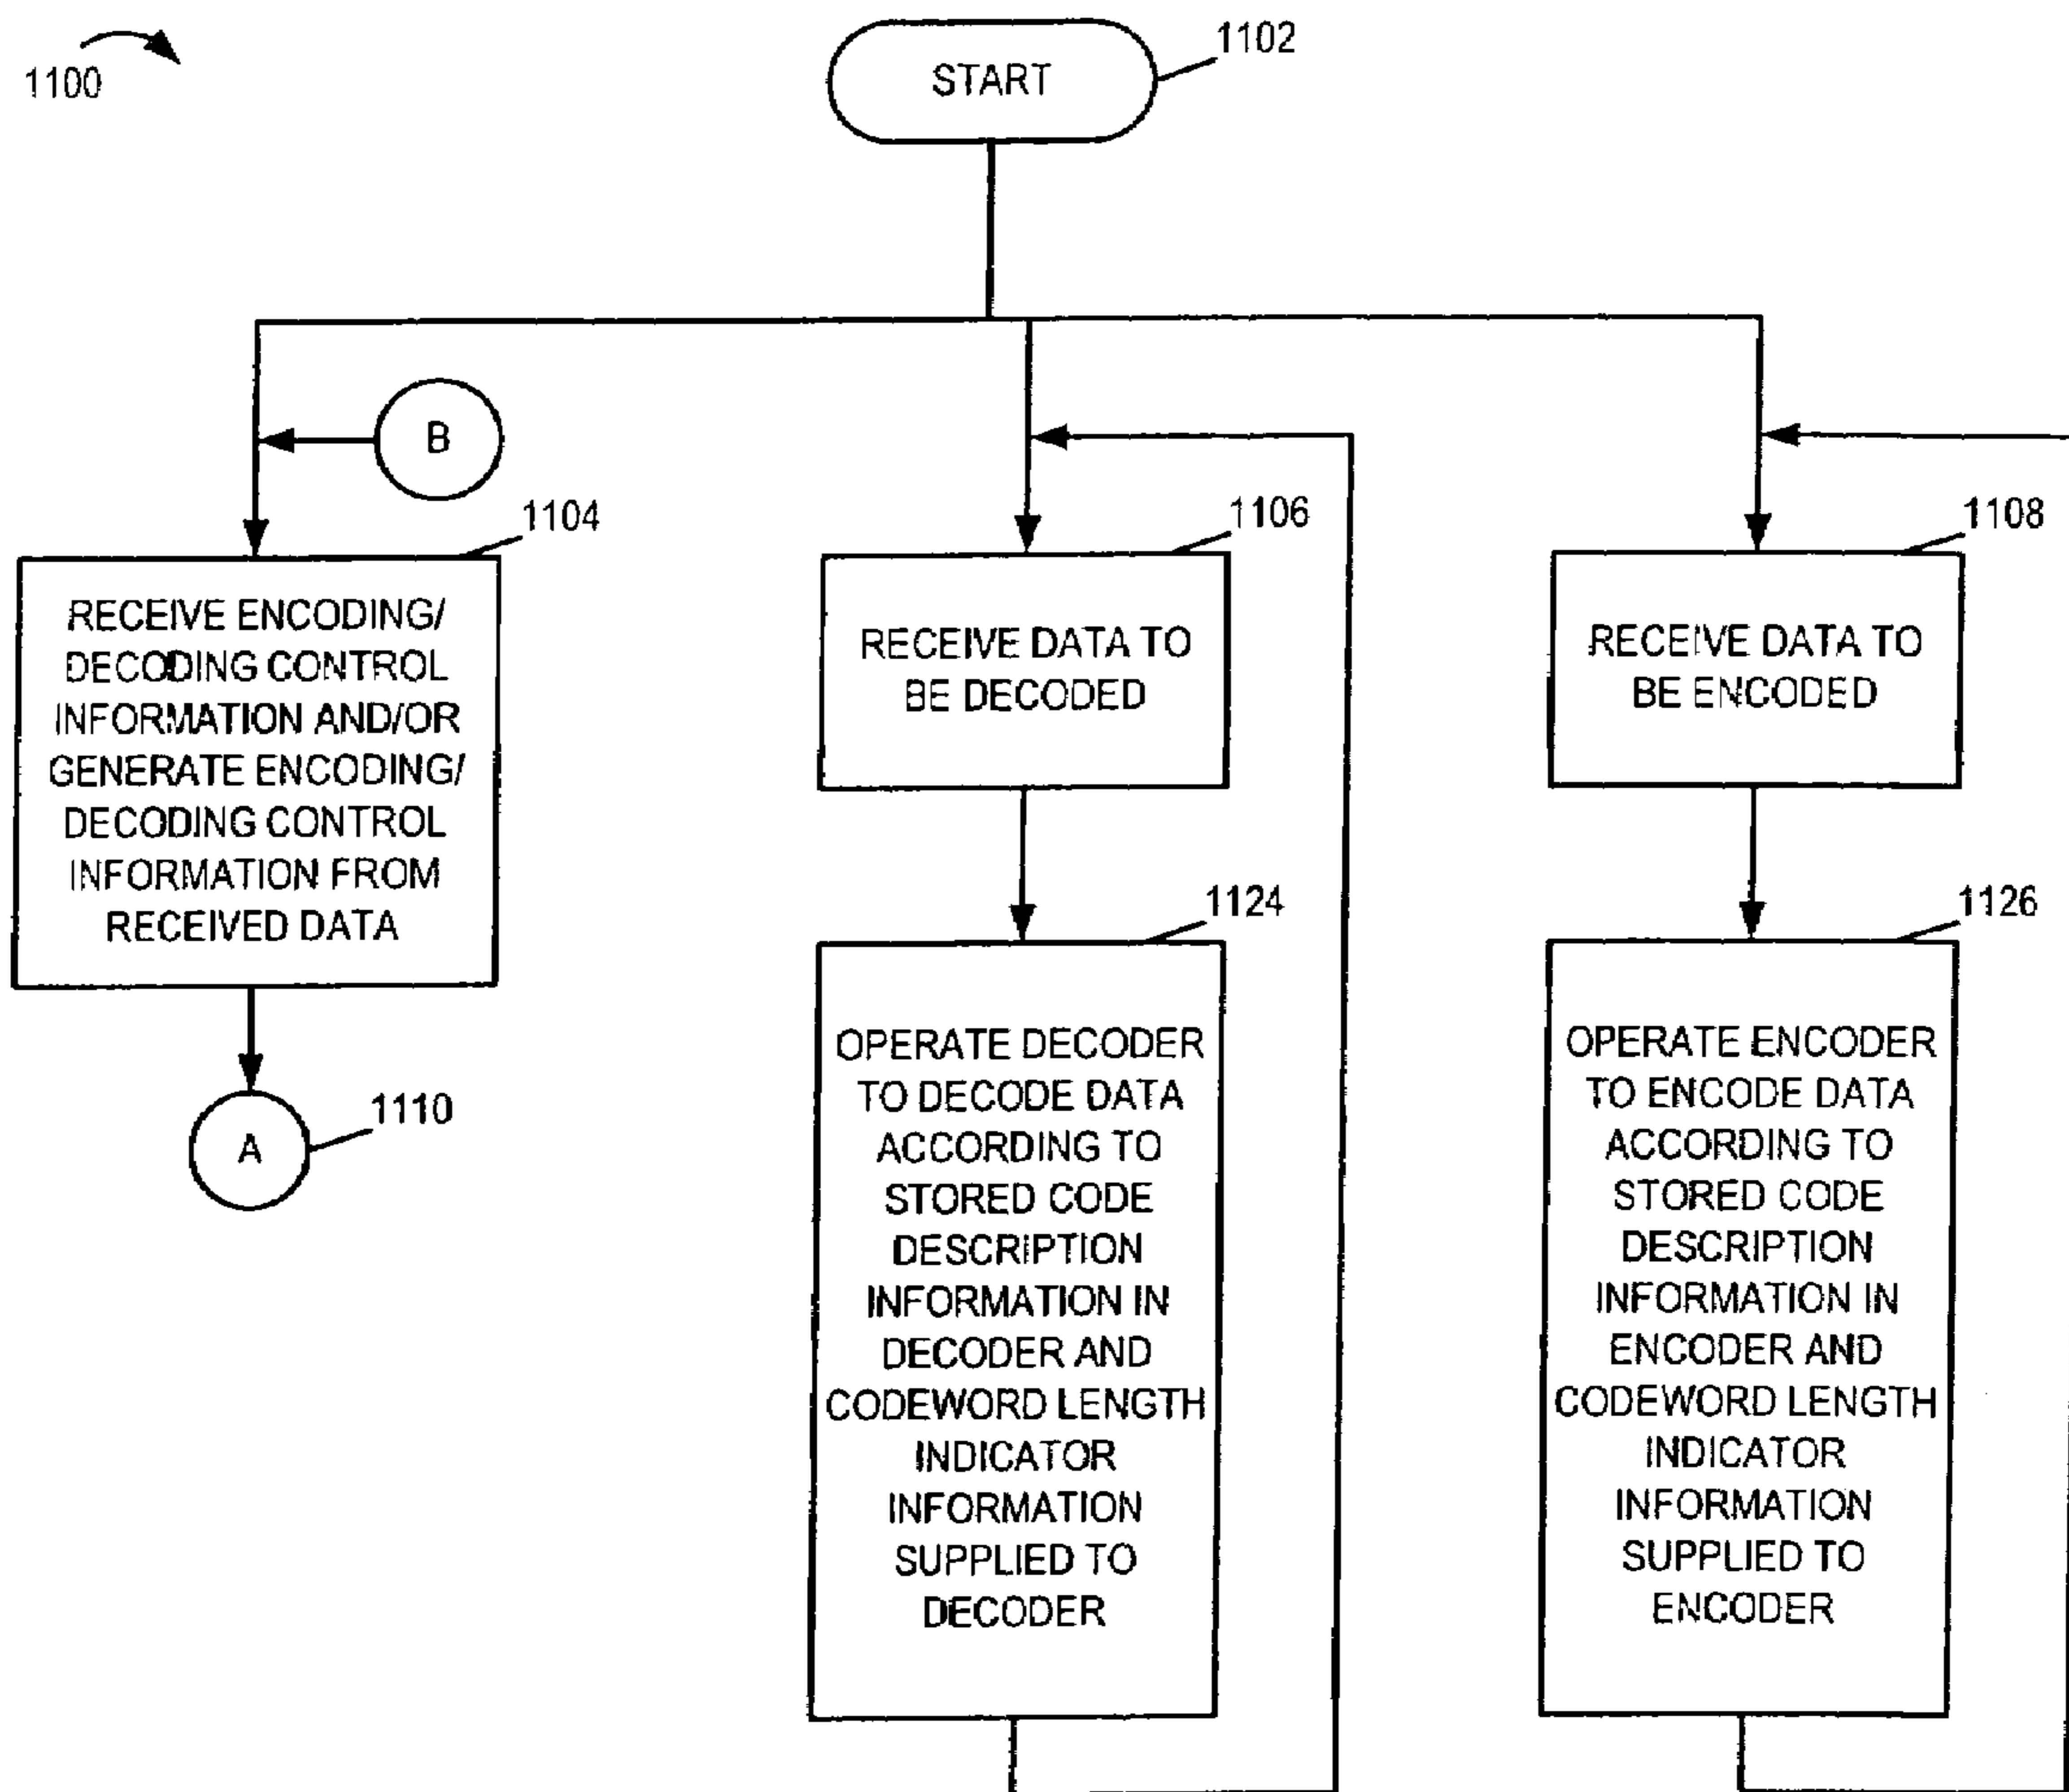 1100
START
1102
B
1104
RECEIVE ENCODING/
DECODING CONTROL
INFORMATION AND/OR
GENERATE ENCODING/
DECODING CONTROL
INFORMATION FROM
RECEIVED DATA
A
1110
1106
RECEIVE DATA TO
BE DECODED
1124
OPERATE DECODER
TO DECODE DATA
ACCORDING TO
STORED CODE
DESCRIPTION
INFORMATION IN
DECODER AND
CODEWORD LENGTH
INDICATOR
INFORMATION
SUPPLIED TO
DECODER
1108
RECEIVE DATA TO
BE ENCODED
1126
OPERATE ENCODER
TO ENCODE DATA
ACCORDING TO
STORED CODE
DESCRIPTION
INFORMATION IN
ENCODER AND
CODEWORD LENGTH
INDICATOR
INFORMATION
SUPPLIED TO
ENCODER